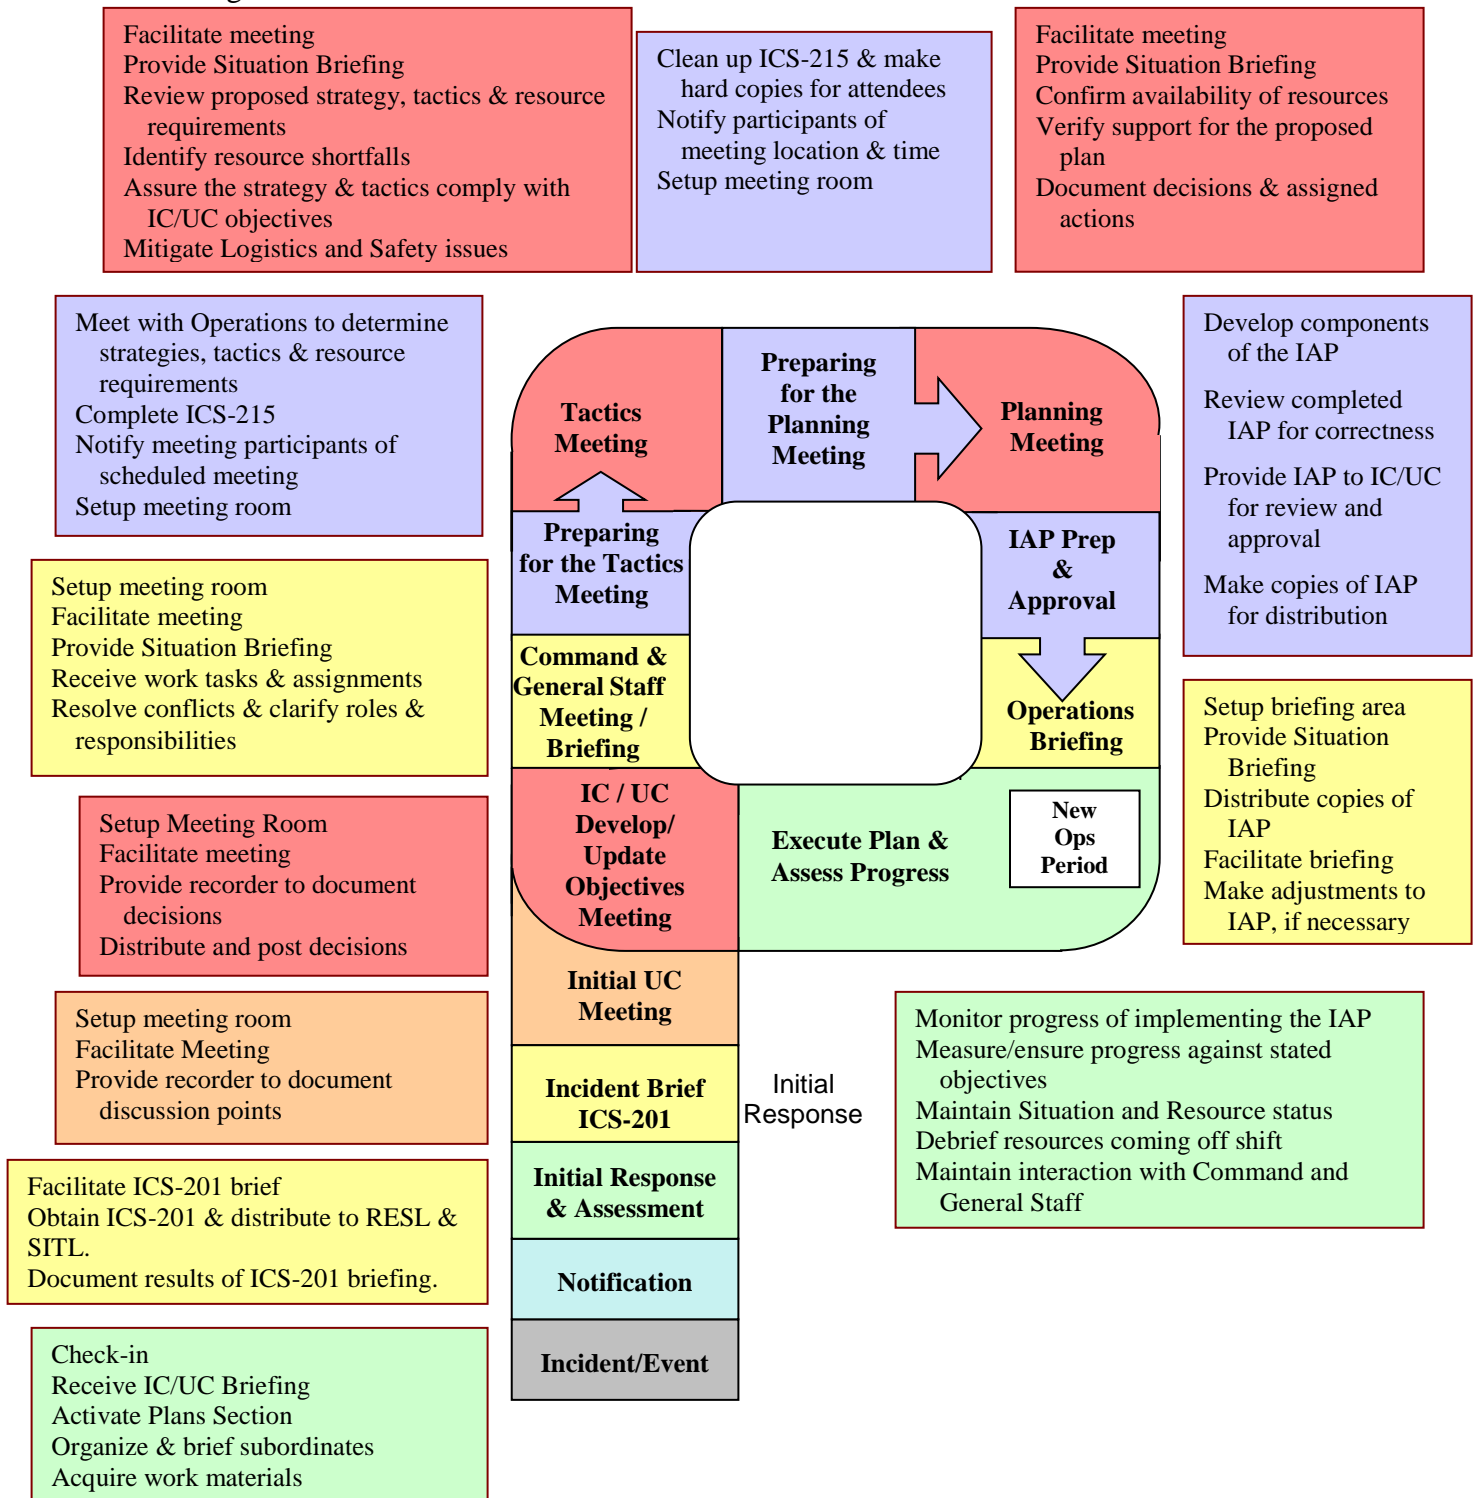 Facilitate meeting
Provide Situation Briefing
Review proposed strategy, tactics & resource
requirements
Identify resource shortfalls
Assure the strategy & tactics comply with
IC/UC objectives
Mitigate Logistics and Safety issues
Clean up ICS-215 & make
hard copies for attendees
Notify participants of
meeting location & time
Setup meeting room
Facilitate meeting
Provide Situation Briefing
Confirm availability of resources
Verify support for the proposed
plan
Document decisions & assigned
actions
Meet with Operations to determine
strategies, tactics & resource
requirements
Complete ICS-215
Notify meeting participants of
scheduled meeting
Setup meeting room
Tactics
Meeting
Preparing
for the
Planning
Meeting
Planning
Meeting
Develop components
of the IAP
Review completed
IAP for correctness
Provide IAP to IC/UC
for review and
approval
Make copies of IAP
for distribution
Preparing
for the Tactics
Meeting
IAP Prep
&
Approval
Setup meeting room
Facilitate meeting
Provide Situation Briefing
Receive work tasks & assignments
Resolve conflicts & clarify roles &
responsibilities
Command &
General Staff
Meeting /
Briefing
Operations
Briefing
Setup briefing area
Provide Situation
Briefing
Distribute copies of
IAP
Facilitate briefing
Make adjustments to
IAP, if necessary
Setup Meeting Room
Facilitate meeting
Provide recorder to document
decisions
Distribute and post decisions
IC / UC
Develop/
Update
Objectives
Meeting
Execute Plan &
Assess Progress
New
Ops
Period
Setup meeting room
Facilitate Meeting
Provide recorder to document
discussion points
Initial UC
Meeting
Incident Brief
ICS-201
Initial
Response
Monitor progress of implementing the IAP
Measure/ensure progress against stated
objectives
Maintain Situation and Resource status
Debrief resources coming off shift
Maintain interaction with Command and
General Staff
Facilitate ICS-201 brief
Obtain ICS-201 & distribute to RESL &
SITL.
Document results of ICS-201 briefing.
Initial Response
& Assessment
Notification
Incident/Event
Check-in
Receive IC/UC Briefing
Activate Plans Section
Organize & brief subordinates
Acquire work materials